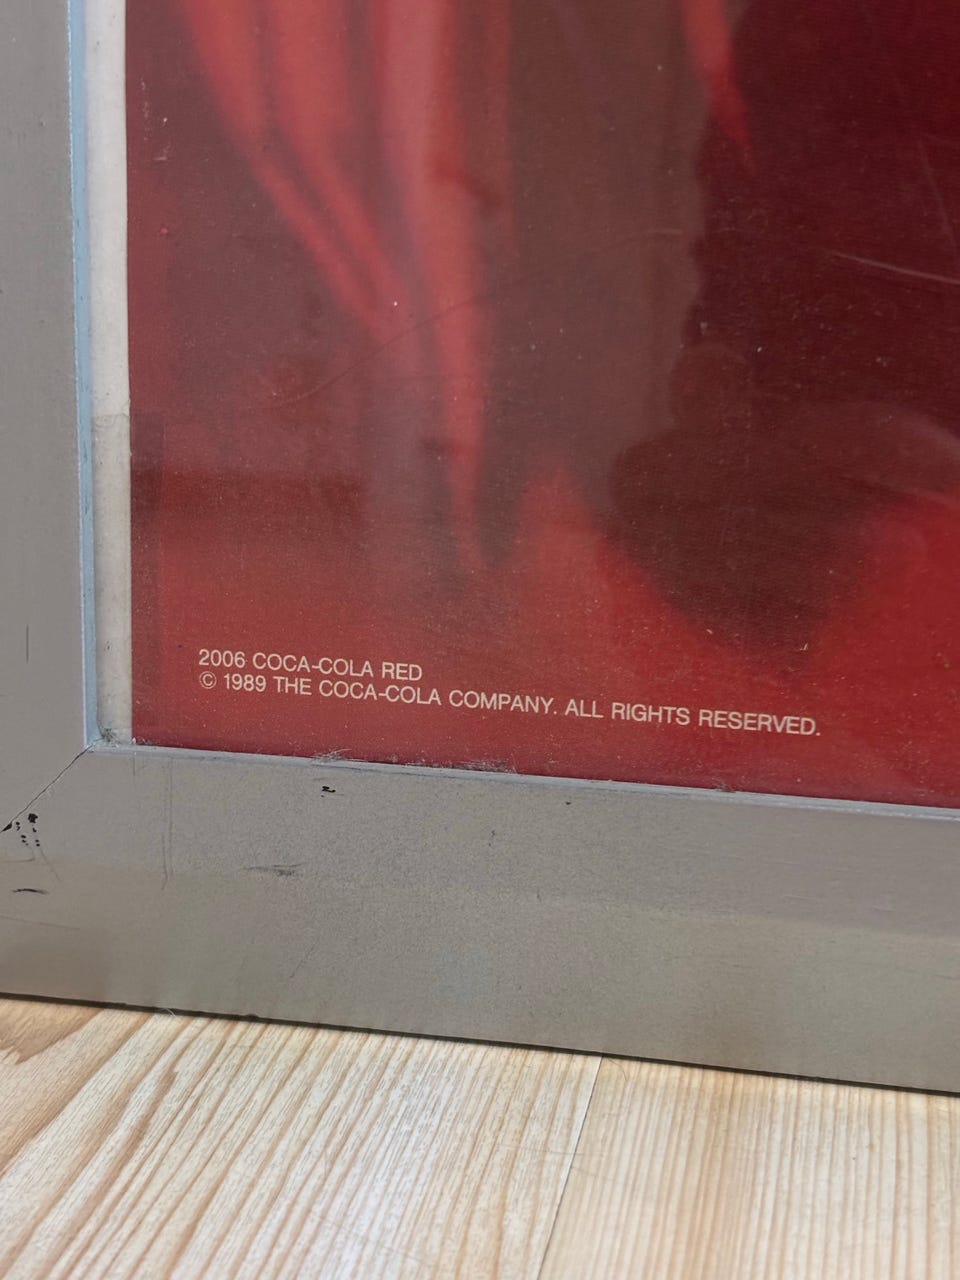 2006 COCA-COLA RED
© 1989 THE COCA-COLA COMPANY. ALL RIGHTS RESERVED.